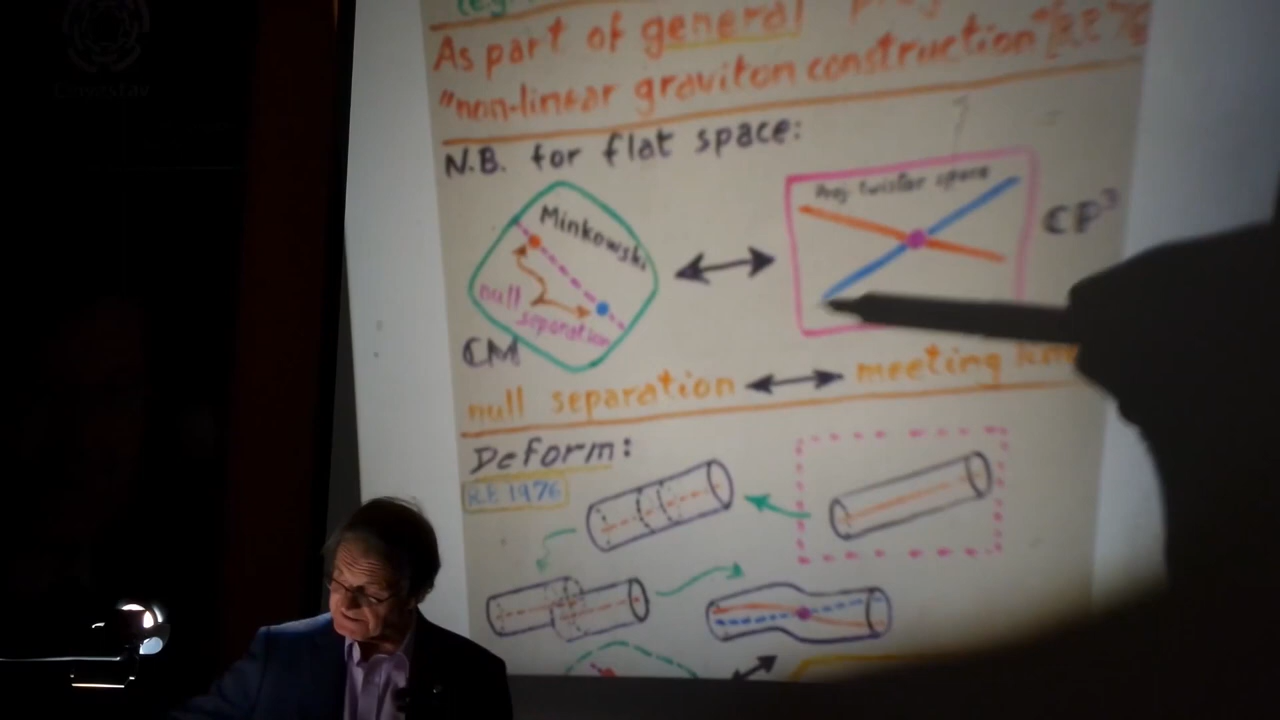 Cinvestav
As part of general
"non-linear graviton construction"
N.B. for flat space:
Minkowski
null
separation
CM
Proj. twistor space
CP³
null separation ↔ meeting
Deform:
R.P. 1976